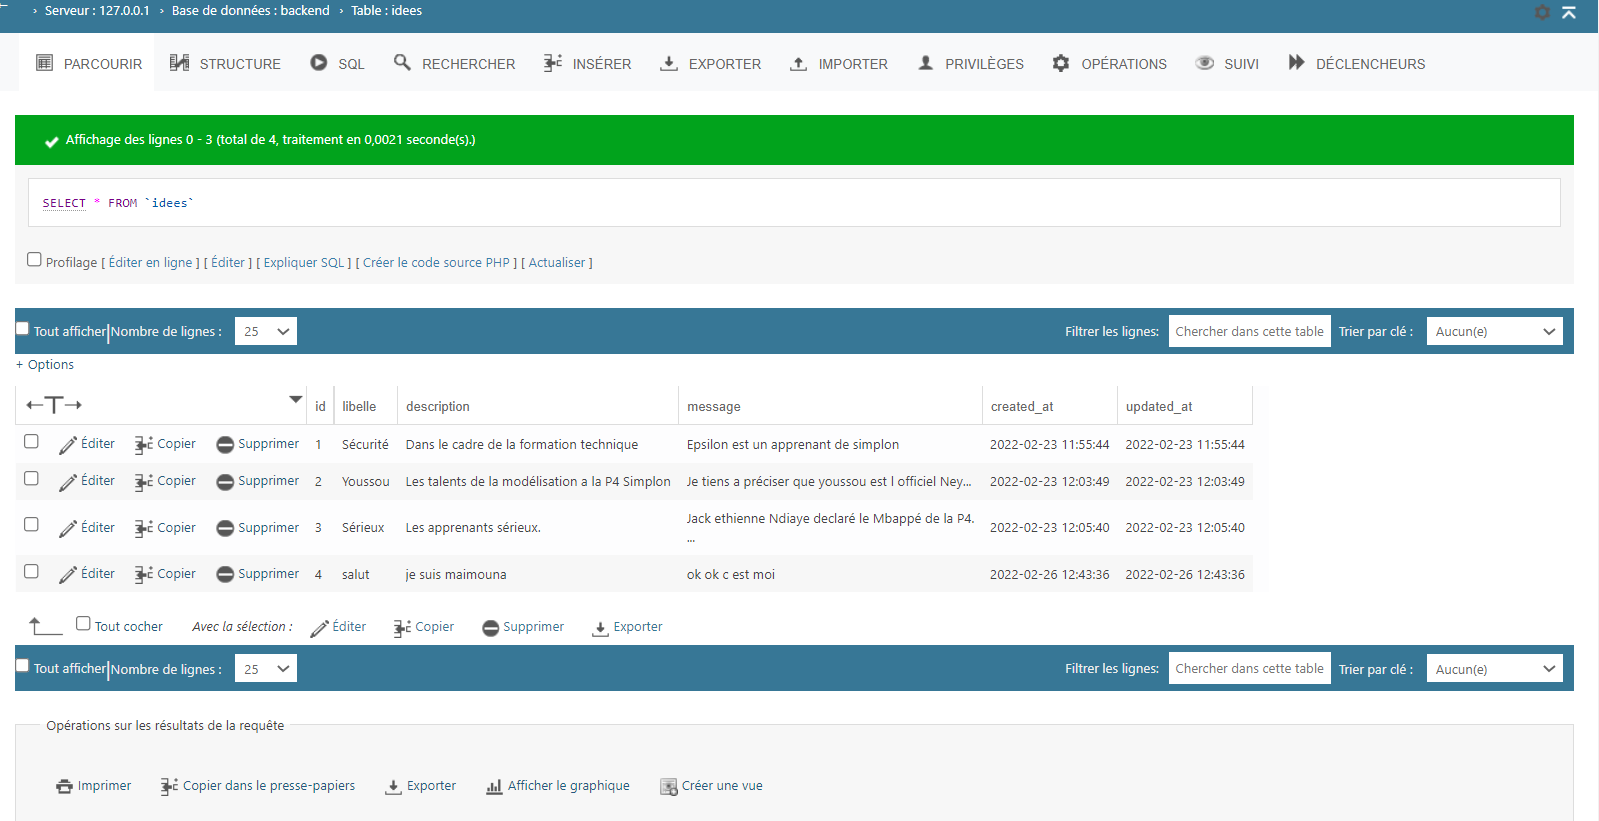 › Serveur : 127.0.0.1 › Base de données : backend › Table : idees
PARCOURIR STRUCTURE SQL RECHERCHER INSÉRER EXPORTER IMPORTER PRIVILÈGES OPÉRATIONS SUIVI DÉCLENCHEURS
Affichage des lignes 0 - 3 (total de 4, traitement en 0,0021 seconde(s).)
SELECT * FROM `idees`
Profilage [ Éditer en ligne ] [ Éditer ] [ Expliquer SQL ] [ Créer le code source PHP ] [ Actualiser ]
Tout afficher Nombre de lignes : 25 Filtrer les lignes: Chercher dans cette table Trier par clé : Aucun(e)
+ Options
←T→ id libelle description message created_at updated_at
Éditer Copier Supprimer 1 Sécurité Dans le cadre de la formation technique Epsilon est un apprenant de simplon 2022-02-23 11:55:44 2022-02-23 11:55:44
Éditer Copier Supprimer 2 Youssou Les talents de la modélisation a la P4 Simplon Je tiens a préciser que youssou est l officiel Ney... 2022-02-23 12:03:49 2022-02-23 12:03:49
Éditer Copier Supprimer 3 Sérieux Les apprenants sérieux. Jack ethienne Ndiaye declaré le Mbappé de la P4. 2022-02-23 12:05:40 2022-02-23 12:05:40
...
Éditer Copier Supprimer 4 salut je suis maimouna ok ok c est moi 2022-02-26 12:43:36 2022-02-26 12:43:36
Tout cocher Avec la sélection : Éditer Copier Supprimer Exporter
Tout afficher Nombre de lignes : 25 Filtrer les lignes: Chercher dans cette table Trier par clé : Aucun(e)
Opérations sur les résultats de la requête
Imprimer Copier dans le presse-papiers Exporter Afficher le graphique Créer une vue